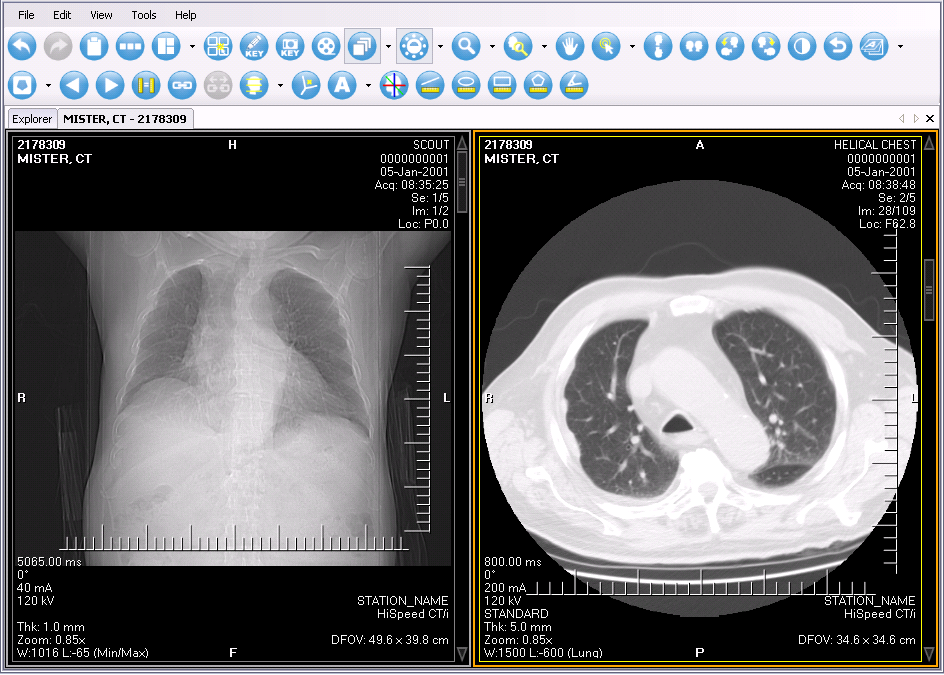 File Edit View Tools Help
KEY KEY
A
Explorer MISTER, CT - 2178309
2178309
MISTER, CT
H
SCOUT
0000000001
05-Jan-2001
Acq: 08:35:25
Se: 1/5
Im: 1/2
Loc: P0.0
R
L
5065.00 ms
0°
40 mA
120 kV
Thk: 1.0 mm
Zoom: 0.85x
W:1016 L:-65 (Min/Max)
F
STATION_NAME
HiSpeed CT/i
DFOV: 49.6 x 39.8 cm
2178309
MISTER, CT
A
HELICAL CHEST
0000000001
05-Jan-2001
Acq: 08:38:48
Se: 2/5
Im: 28/109
Loc: F62.8
R
L
800.00 ms
0°
200 mA
120 kV
STANDARD
Thk: 5.0 mm
Zoom: 0.85x
W:1500 L:-600 (Lung)
P
STATION_NAME
HiSpeed CT/i
DFOV: 34.6 x 34.6 cm